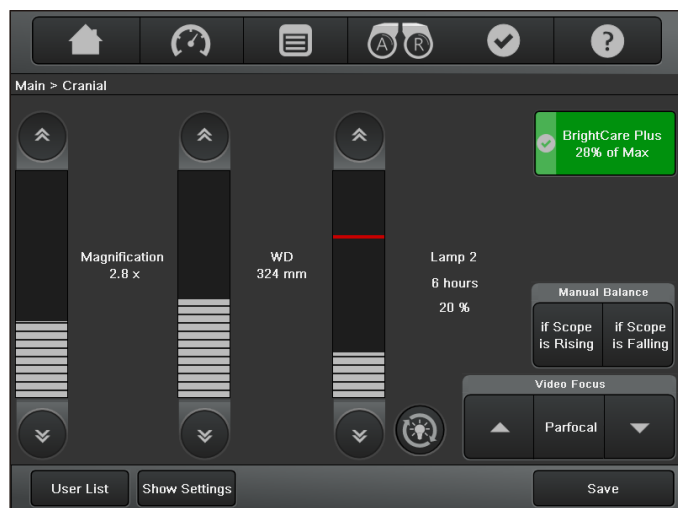 A R
?
Main > Cranial
BrightCare Plus
28% of Max
Magnification
2.8 x
WD
324 mm
Lamp 2
6 hours
20 %
Manual Balance
if Scope
is Rising
if Scope
is Falling
Video Focus
Parfocal
User List
Show Settings
Save